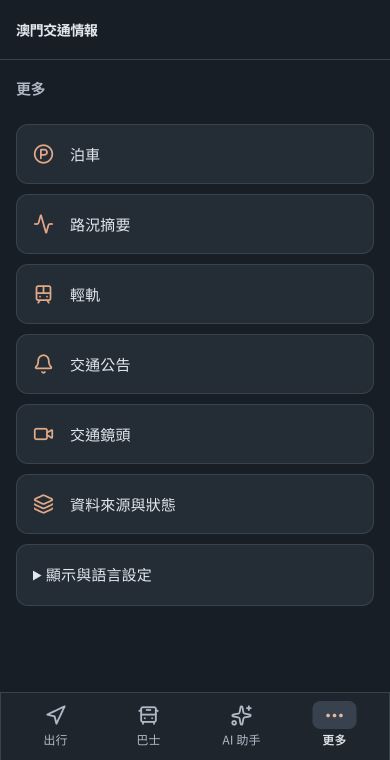 澳門交通情報
更多
泊車
路況摘要
輕軌
交通公告
交通鏡頭
資料來源與狀態
顯示與語言設定
出行
巴士
AI 助手
更多